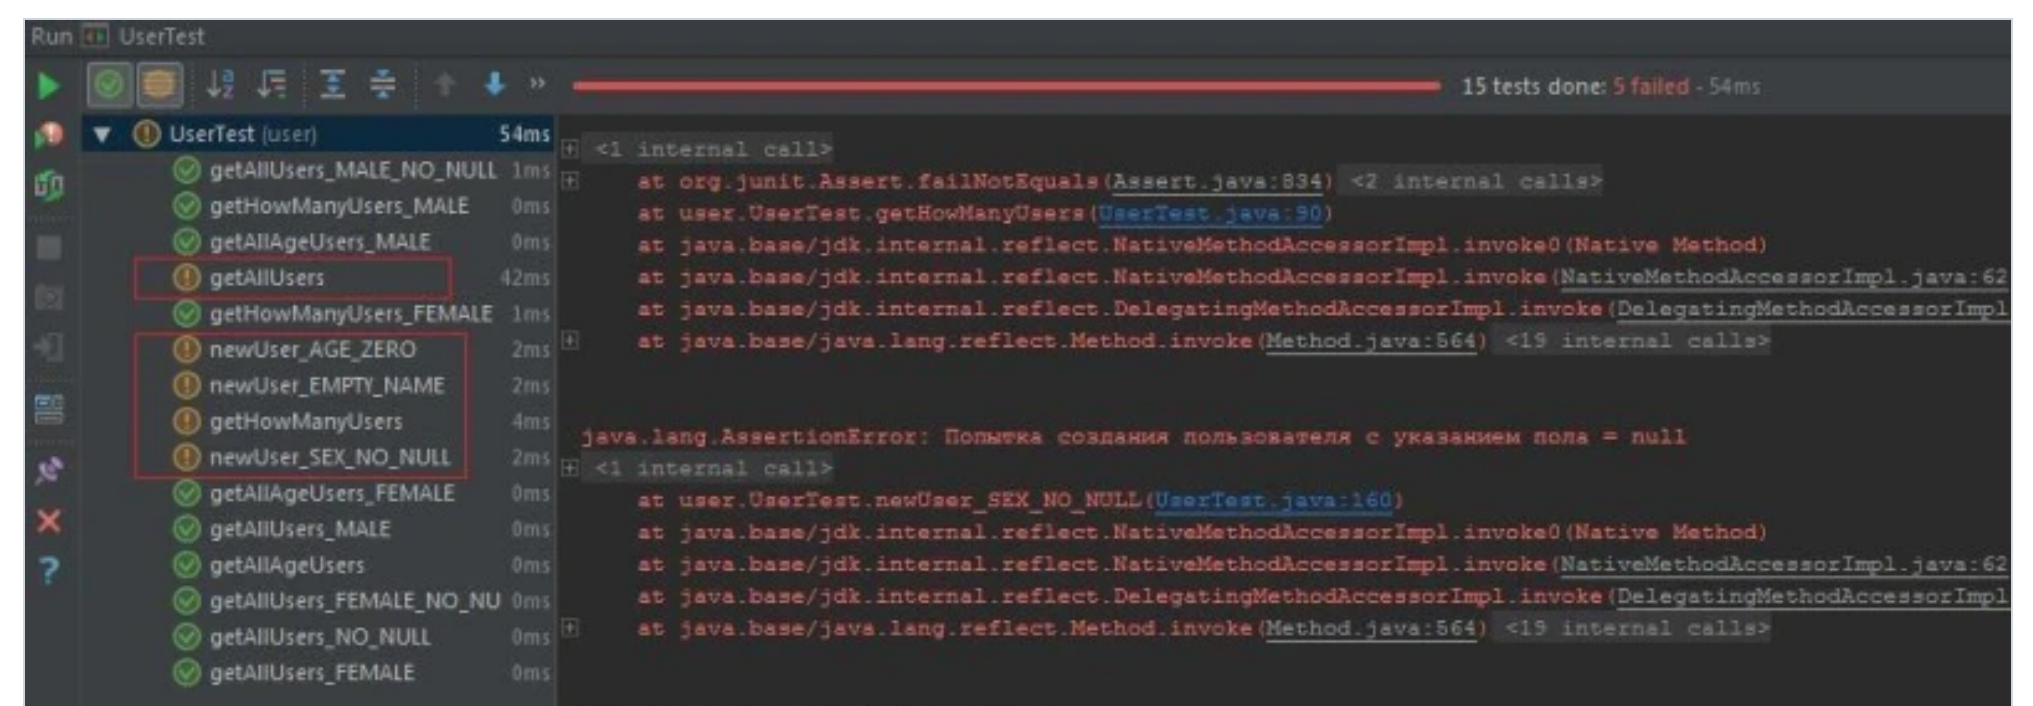 Run UserTest
15 tests done: 5 failed - 54ms
UserTest (user) 54ms
getAllUsers_MALE_NO_NULL 1ms
getHowManyUsers_MALE 0ms
getAllAgeUsers_MALE 0ms
getAllUsers 42ms
getHowManyUsers_FEMALE 1ms
newUser_AGE_ZERO 2ms
newUser_EMPTY_NAME 2ms
getHowManyUsers 4ms
newUser_SEX_NO_NULL 2ms
getAllAgeUsers_FEMALE 0ms
getAllUsers_MALE 0ms
getAllAgeUsers 0ms
getAllUsers_FEMALE_NO_NU 0ms
getAllUsers_NO_NULL 0ms
getAllUsers_FEMALE 0ms
<1 internal call>
at org.junit.Assert.failNotEquals(Assert.java:834) <2 internal calls>
at user.UserTest.getHowManyUsers(UserTest.java:90)
at java.base/jdk.internal.reflect.NativeMethodAccessorImpl.invoke0(Native Method)
at java.base/jdk.internal.reflect.NativeMethodAccessorImpl.invoke(NativeMethodAccessorImpl.java:62
at java.base/jdk.internal.reflect.DelegatingMethodAccessorImpl.invoke(DelegatingMethodAccessorImpl
at java.base/java.lang.reflect.Method.invoke(Method.java:564) <19 internal calls>
java.lang.AssertionError: Попытка создания пользователя с указанием пола = null
<1 internal call>
at user.UserTest.newUser_SEX_NO_NULL(UserTest.java:160)
at java.base/jdk.internal.reflect.NativeMethodAccessorImpl.invoke0(Native Method)
at java.base/jdk.internal.reflect.NativeMethodAccessorImpl.invoke(NativeMethodAccessorImpl.java:62
at java.base/jdk.internal.reflect.DelegatingMethodAccessorImpl.invoke(DelegatingMethodAccessorImpl
at java.base/java.lang.reflect.Method.invoke(Method.java:564) <19 internal calls>